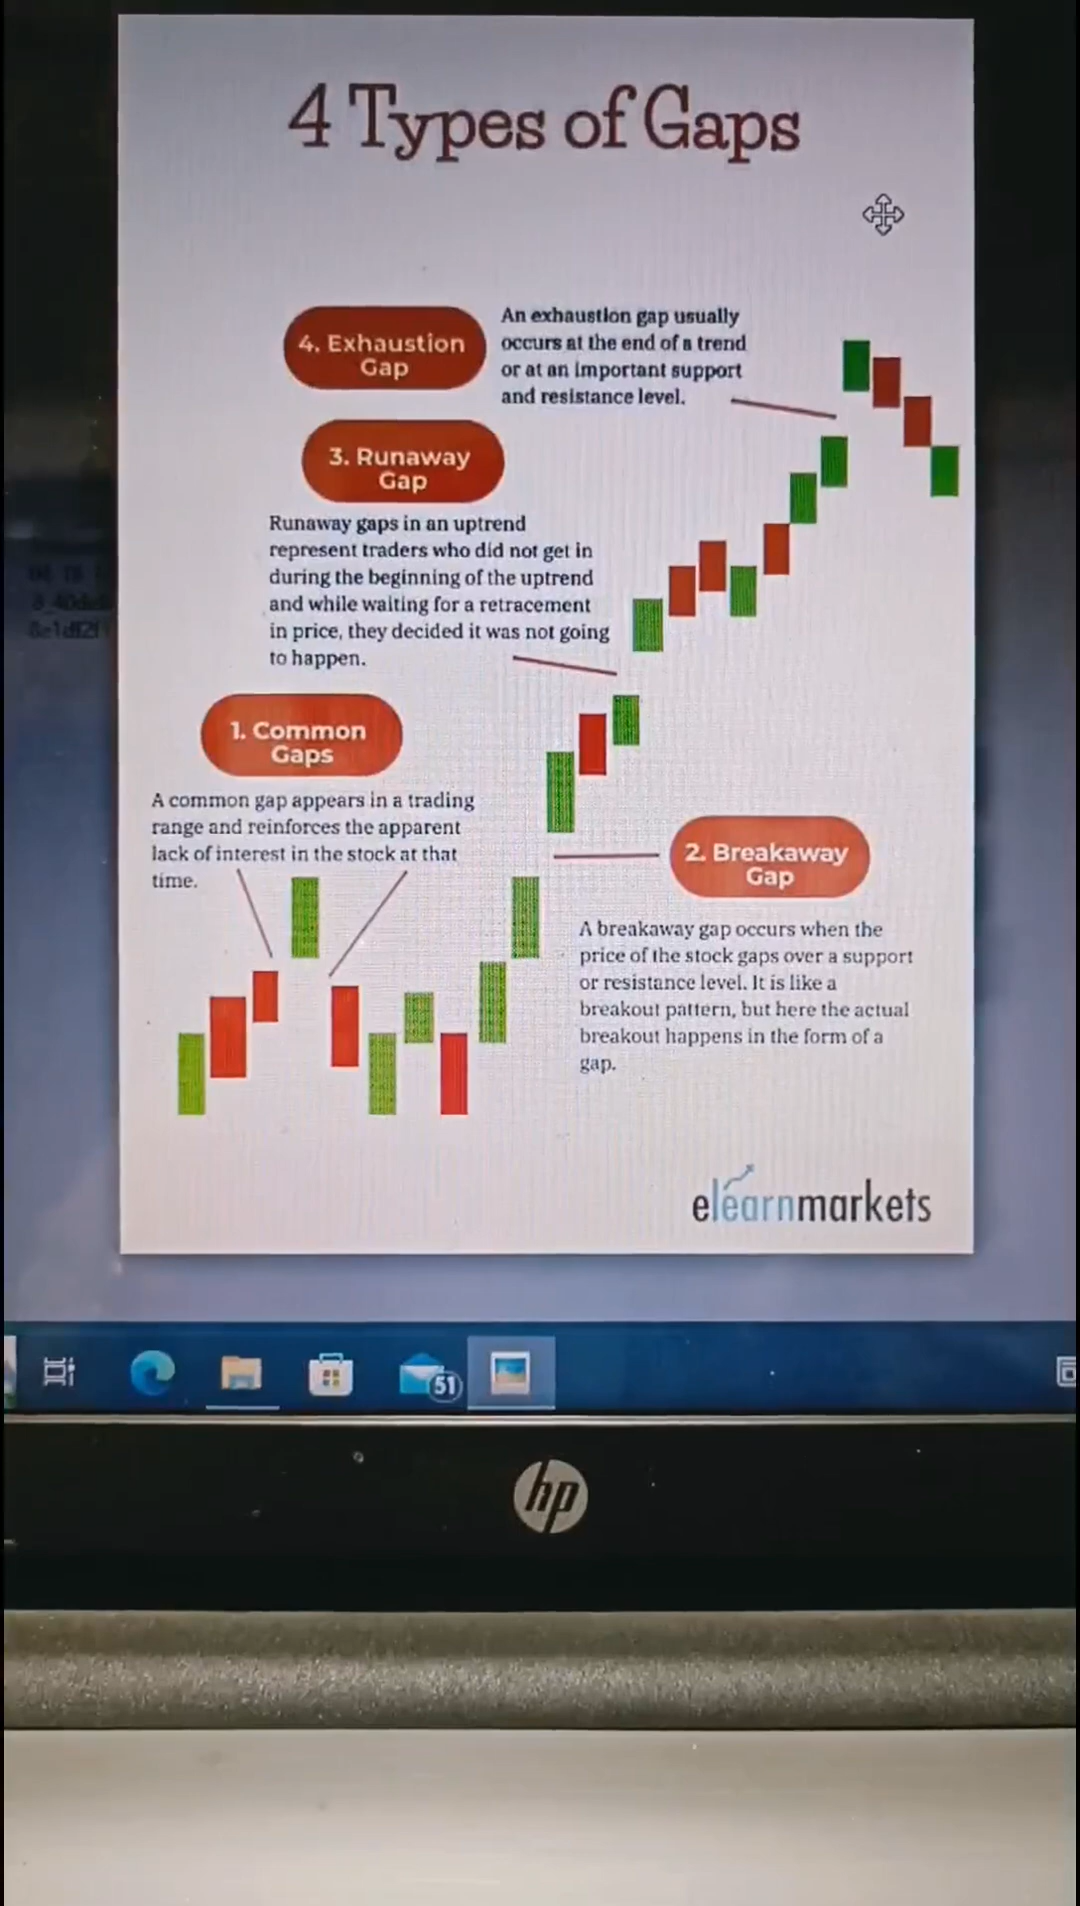 4 Types of Gaps
4. Exhaustion
Gap
An exhaustion gap usually
occurs at the end of a trend
or at an important support
and resistance level.
3. Runaway
Gap
Runaway gaps in an uptrend
represent traders who did not get in
during the beginning of the uptrend
and while waiting for a retracement
in price, they decided it was not going
to happen.
1. Common
Gaps
A common gap appears in a trading
range and reinforces the apparent
lack of interest in the stock at that
time.
2. Breakaway
Gap
A breakaway gap occurs when the
price of the stock gaps over a support
or resistance level. It is like a
breakout pattern, but here the actual
breakout happens in the form of a
gap.
elearnmarkets
51
hp